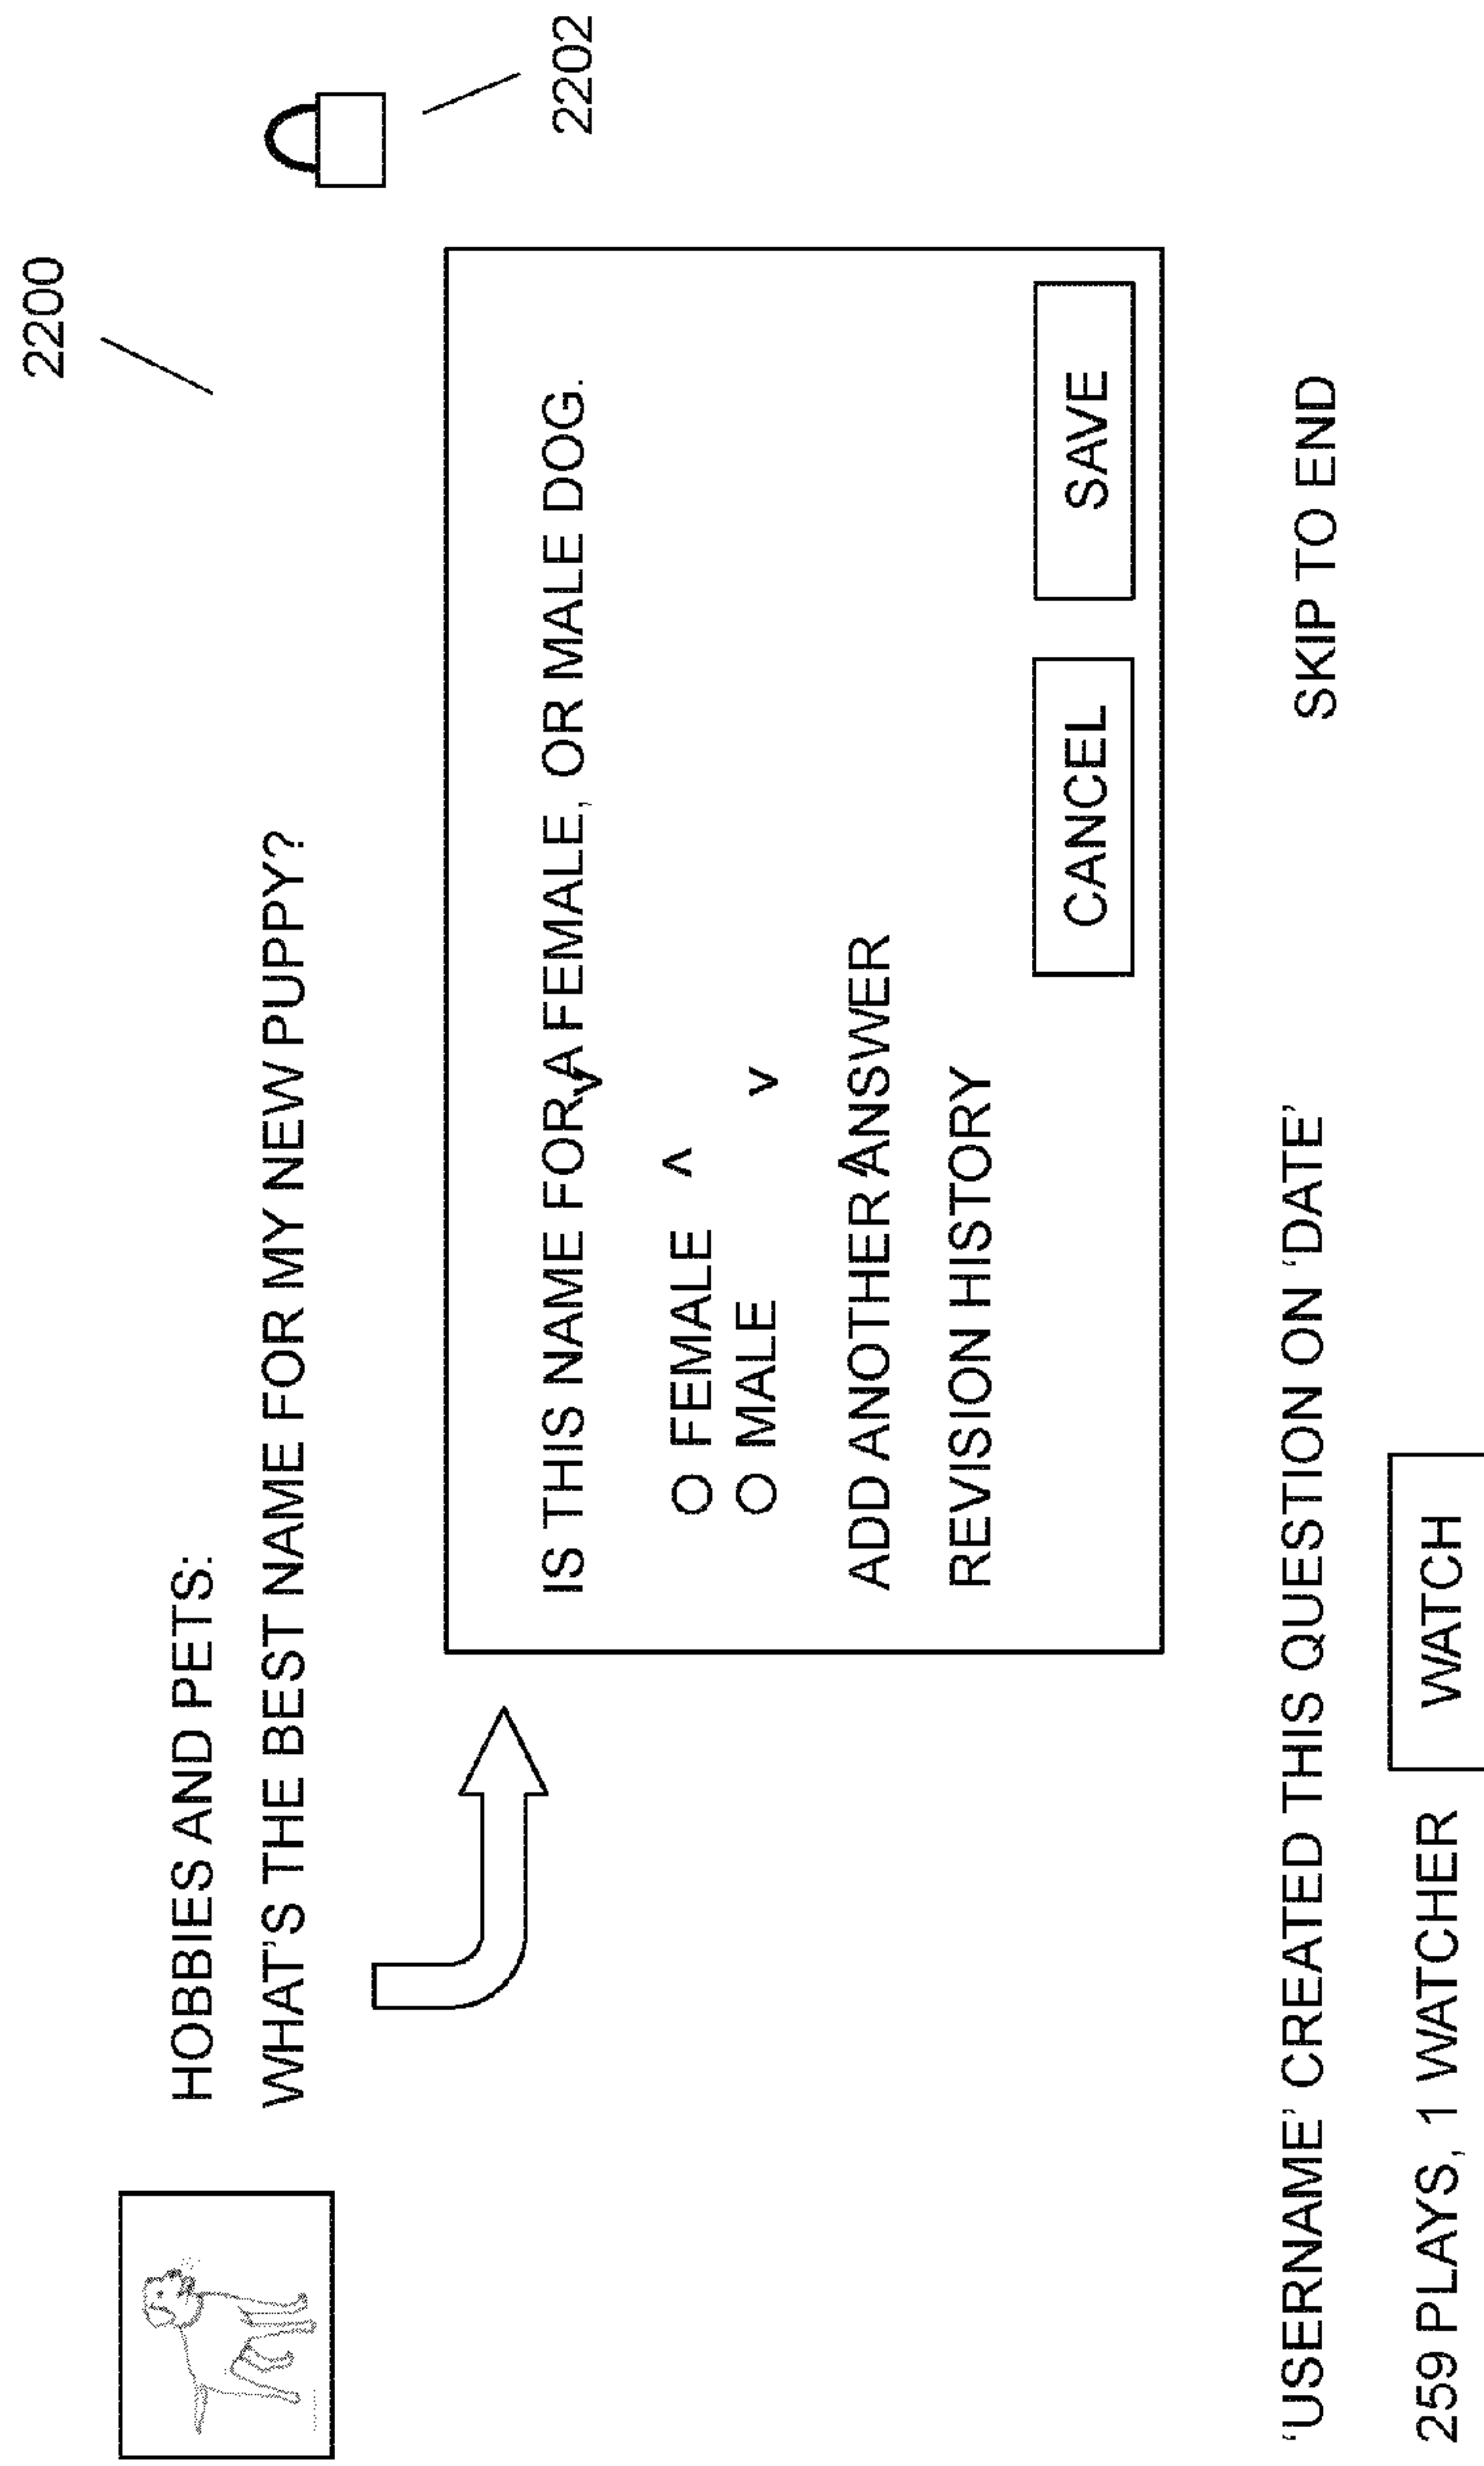 2200
HOBBIES AND PETS:
WHAT'S THE BEST NAME FOR MY NEW PUPPY?
2202
IS THIS NAME FOR A FEMALE, OR MALE DOG.
v
FEMALE ^
MALE v
ADD ANOTHER ANSWER
^
REVISION HISTORY
CANCEL SAVE
'USERNAME' CREATED THIS QUESTION ON 'DATE' SKIP TO END
259 PLAYS, 1 WATCHER WATCH